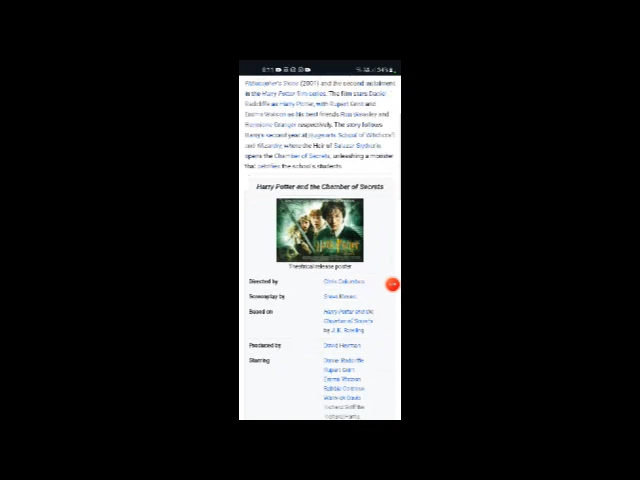 Philosopher's Stone (2001) and the second instalment
in the Harry Potter film series. The film stars Daniel
Radcliffe as Harry Potter, with Rupert Grint and
Emma Watson as his best friends Ron Weasley and
Hermione Granger respectively. The story follows
Harry's second year at Hogwarts School of Witchcraft
and Wizardry, where the Heir of Salazar Slytherin
opens the Chamber of Secrets, unleashing a monster
that petrifies the school's students.
Harry Potter and the Chamber of Secrets
Harry Potter
Theatrical release poster
Directed by Chris Columbus
Screenplay by Steve Kloves
Based on Harry Potter and the
Chamber of Secrets
by J.K. Rowling
Produced by David Heyman
Starring Daniel Radcliffe
Rupert Grint
Emma Watson
Robbie Coltrane
Warwick Davis
Richard Griffiths
Richard Harris